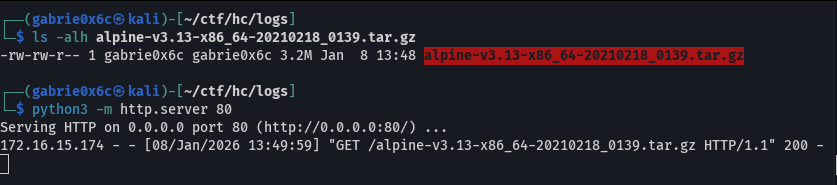 ┌──(gabrie0x6c㉿kali)-[~/ctf/hc/logs]
└─$ ls -alh alpine-v3.13-x86_64-20210218_0139.tar.gz
-rw-rw-r-- 1 gabrie0x6c gabrie0x6c 3.2M Jan  8 13:48 alpine-v3.13-x86_64-20210218_0139.tar.gz
┌──(gabrie0x6c㉿kali)-[~/ctf/hc/logs]
└─$ python3 -m http.server 80
Serving HTTP on 0.0.0.0 port 80 (http://0.0.0.0:80/) ...
172.16.15.174 - - [08/Jan/2026 13:49:59] "GET /alpine-v3.13-x86_64-20210218_0139.tar.gz HTTP/1.1" 200 -